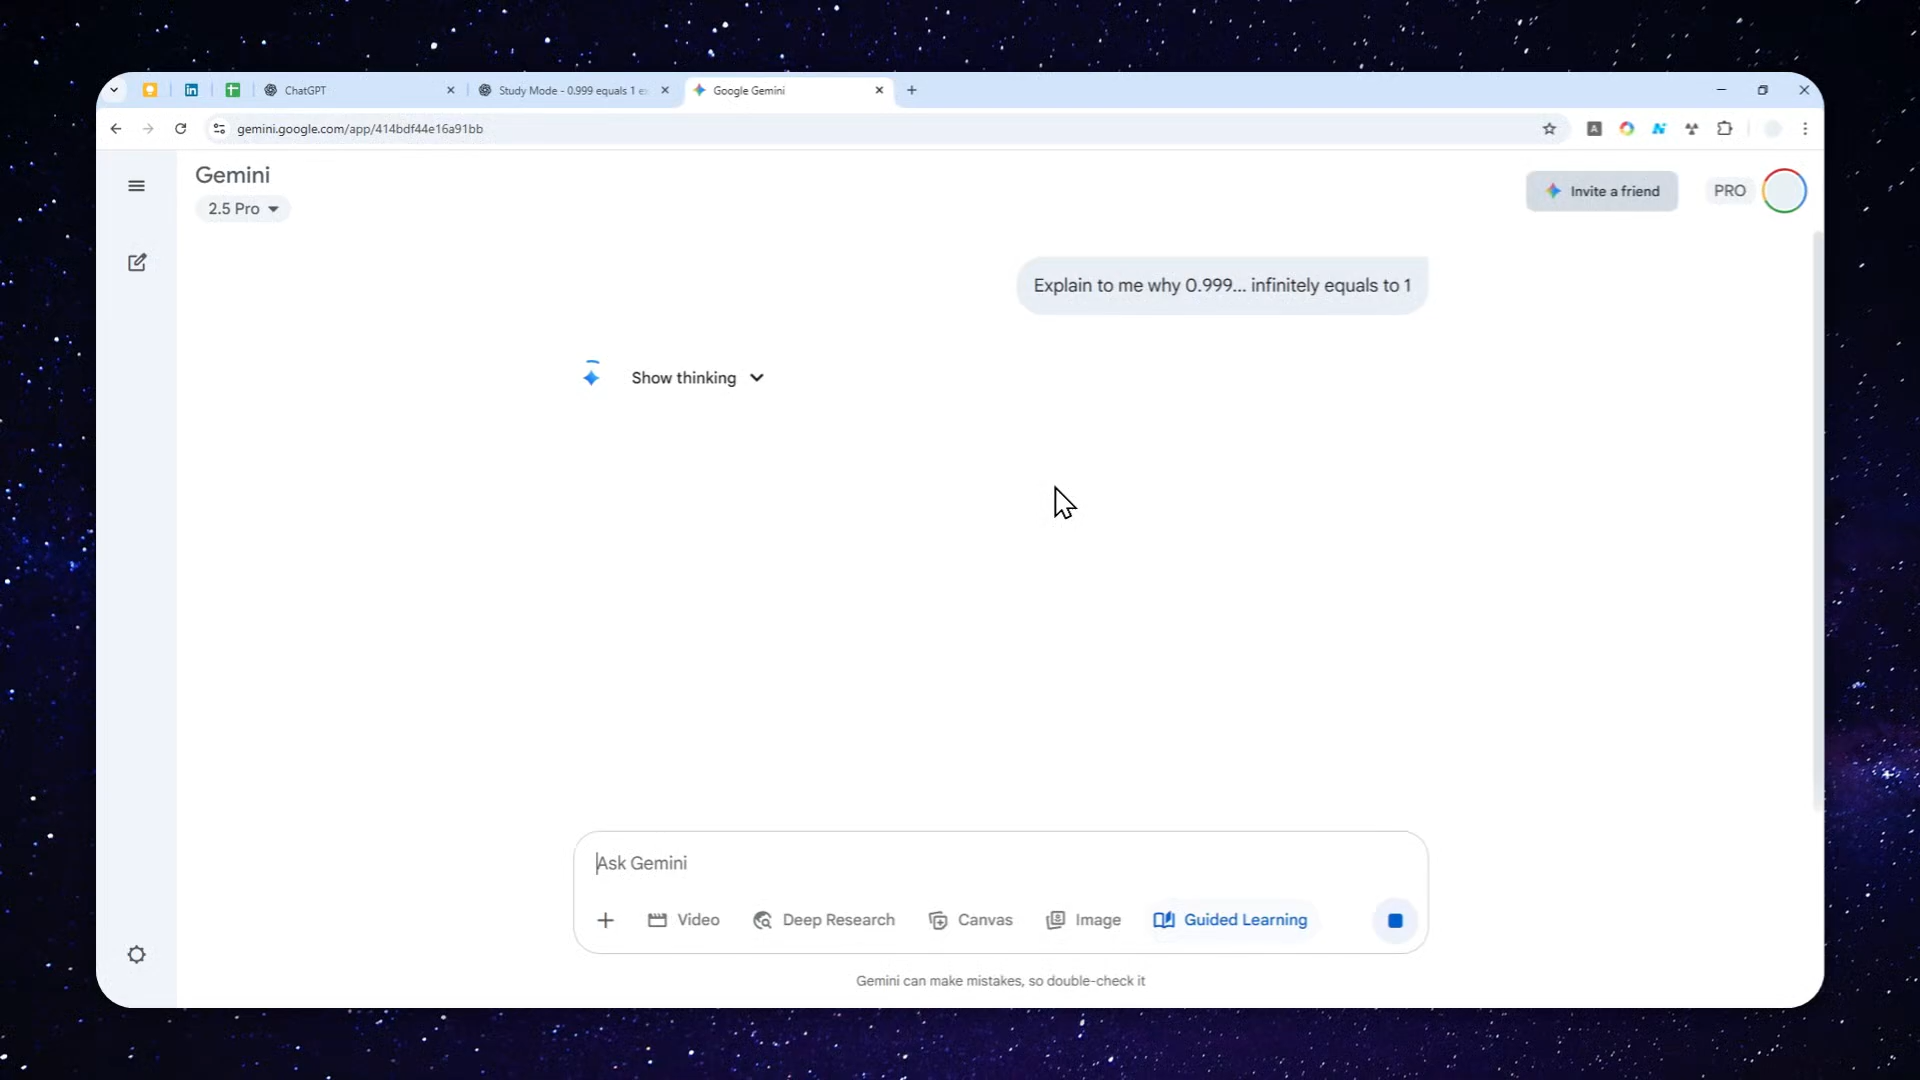 ChatGPT
Study Mode - 0.999 equals 1 e
Google Gemini
gemini.google.com/app/414bdf44e16a91bb
Gemini
2.5 Pro
Invite a friend
PRO
Explain to me why 0.999... infinitely equals to 1
Show thinking
Ask Gemini
Video
Deep Research
Canvas
Image
Guided Learning
Gemini can make mistakes, so double-check it